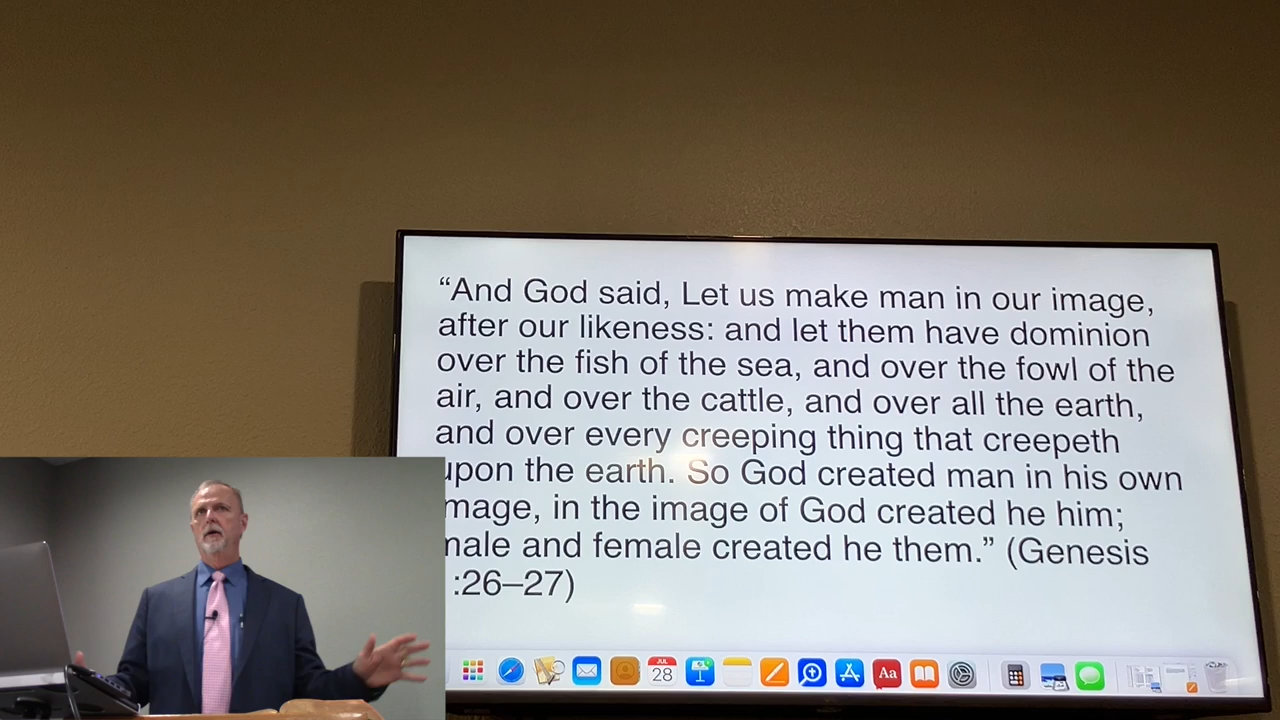 “And God said, Let us make man in our image,
after our likeness: and let them have dominion
over the fish of the sea, and over the fowl of the
air, and over the cattle, and over all the earth,
and over every creeping thing that creepeth
upon the earth. So God created man in his own
mage, in the image of God created he him;
male and female created he them.” (Genesis
:26–27)
JUL
28
Aa